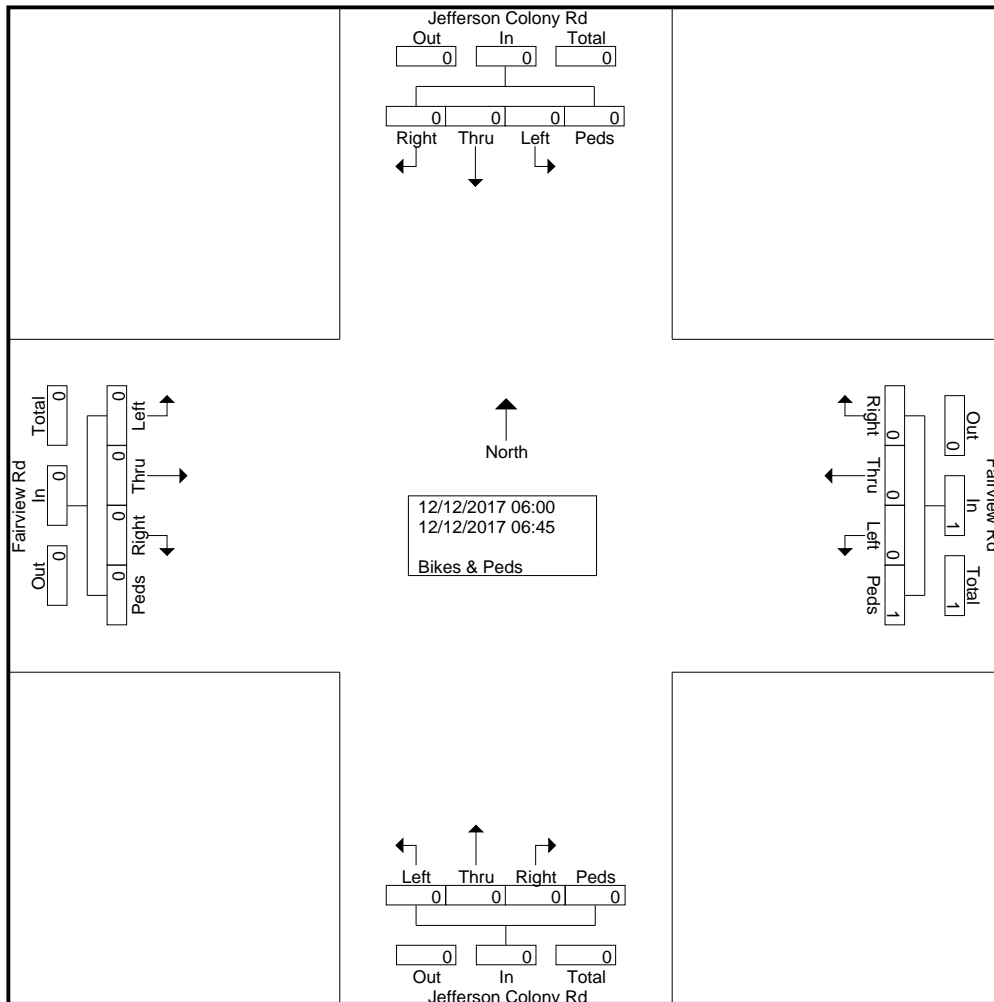 Jefferson Colony Rd
Out In Total
0 0 0
0 0 0 0
Right Thru Left Peds
Fairview Rd
Total In Out
0 0 0
0 0 0 0
Left Thru Right Peds
North
12/12/2017 06:00
12/12/2017 06:45
Bikes & Peds
Right Thru Left Peds
0 0 0 1
Out In Total
0 1 1
Fairview Rd
Left Thru Right Peds
0 0 0 0
0 0 0
Out In Total
Jefferson Colony Rd